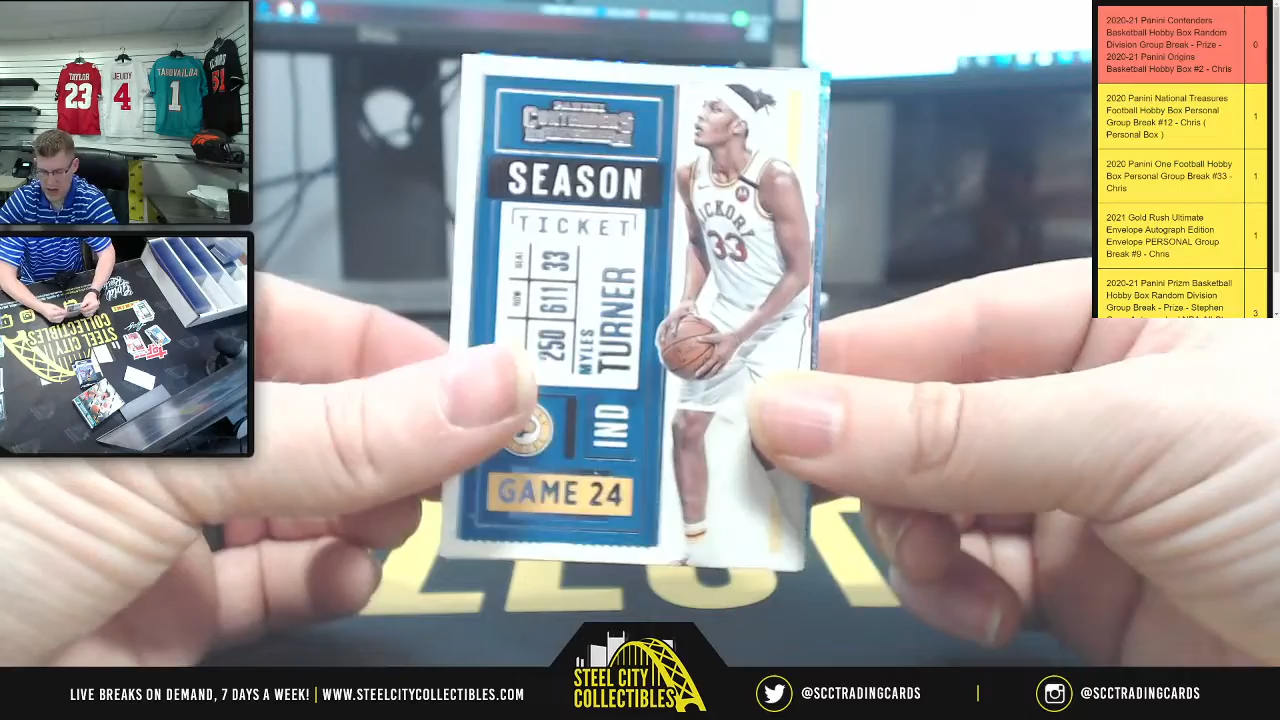 TAYLOR
23
JEUDY
4
TAGOVAILOA
1
PANINI
CONTENDERS
SEASON
TICKET
SEAT
33
ROW
611
250
MYLES
TURNER
IND
GAME 24
HICKORY
33
2020-21 Panini Contenders
Basketball Hobby Box Random
Division Group Break - Prize -
2020-21 Panini Origins
Basketball Hobby Box #2 - Chris
0
2020 Panini National Treasures
Football Hobby Box Personal
Group Break #12 - Chris (
Personal Box )
1
2020 Panini One Football Hobby
Box Personal Group Break #33 -
Chris
1
2021 Gold Rush Ultimate
Envelope Autograph Edition
Envelope PERSONAL Group
Break #9 - Chris
1
2020-21 Panini Prizm Basketball
Hobby Box Random Division
Group Break - Prize - Stephen
3
COLLECTIBLES
LIVE BREAKS ON DEMAND, 7 DAYS A WEEK! | WWW.STEELCITYCOLLECTIBLES.COM
STEEL CITY
COLLECTIBLES
@SCCTRADINGCARDS | @SCCTRADINGCARDS